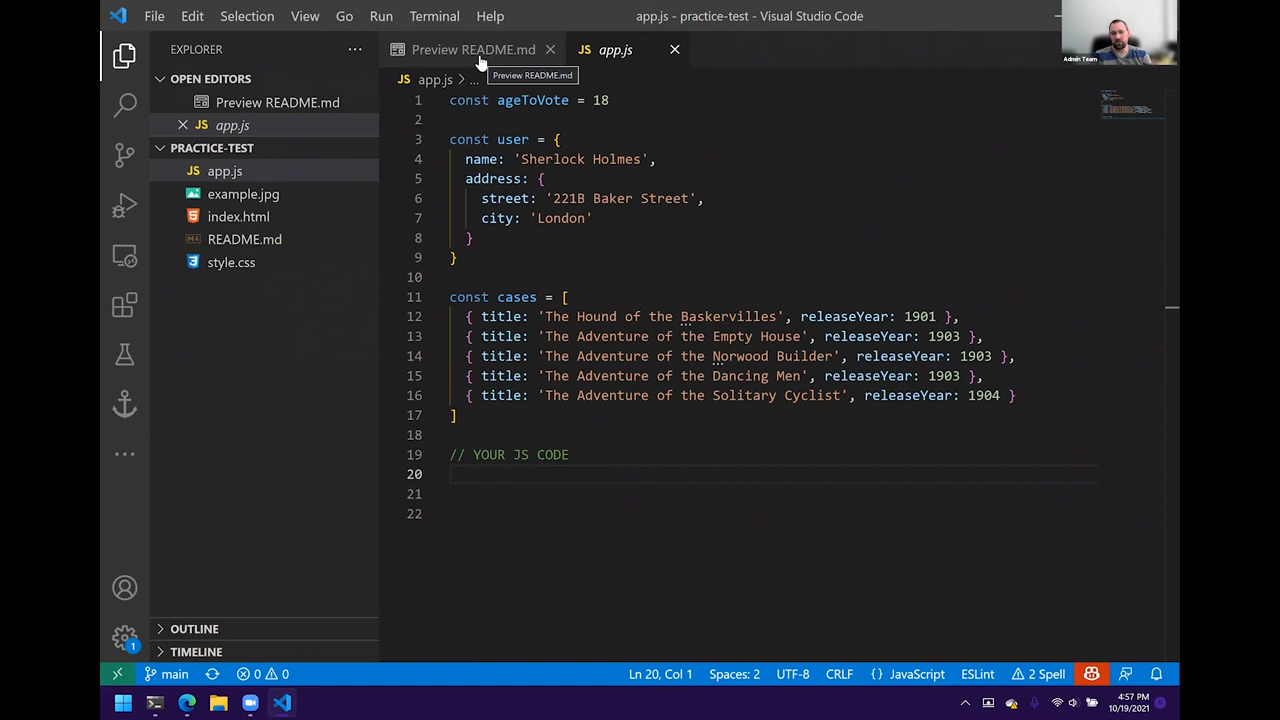 File Edit Selection View Go Run Terminal Help
app.js - practice-test - Visual Studio Code
Admin Team
EXPLORER
OPEN EDITORS
Preview README.md
JS app.js
PRACTICE-TEST
JS app.js
example.jpg
index.html
README.md
style.css
OUTLINE
TIMELINE
Preview README.md
JS app.js
Preview README.md
JS app.js > ...
1 const ageToVote = 18
2
3 const user = {
4 name: 'Sherlock Holmes',
5 address: {
6 street: '221B Baker Street',
7 city: 'London'
8 }
9 }
10
11 const cases = [
12 { title: 'The Hound of the Baskervilles', releaseYear: 1901 },
13 { title: 'The Adventure of the Empty House', releaseYear: 1903 },
14 { title: 'The Adventure of the Norwood Builder', releaseYear: 1903 },
15 { title: 'The Adventure of the Dancing Men', releaseYear: 1903 },
16 { title: 'The Adventure of the Solitary Cyclist', releaseYear: 1904 }
17 ]
18
19 // YOUR JS CODE
20
21
22
1
main 0 0 Ln 20, Col 1 Spaces: 2 UTF-8 CRLF {} JavaScript ESLint 2 Spell
4:57 PM
10/19/2021